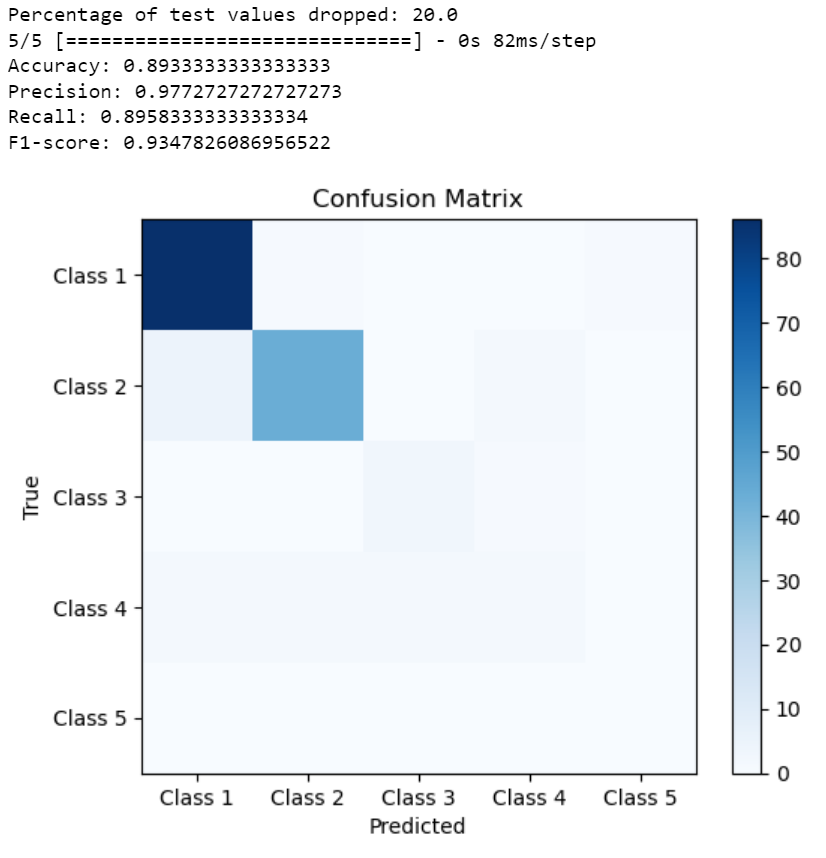 Percentage of test values dropped: 20.0
5/5 [==============================] - 0s 82ms/step
Accuracy: 0.8933333333333333
Precision: 0.9772727272727273
Recall: 0.8958333333333334
F1-score: 0.9347826086956522
Confusion Matrix
Class 1
Class 2
Class 3
Class 4
Class 5
True
Class 1 Class 2 Class 3 Class 4 Class 5
Predicted
80
70
60
50
40
30
20
10
0